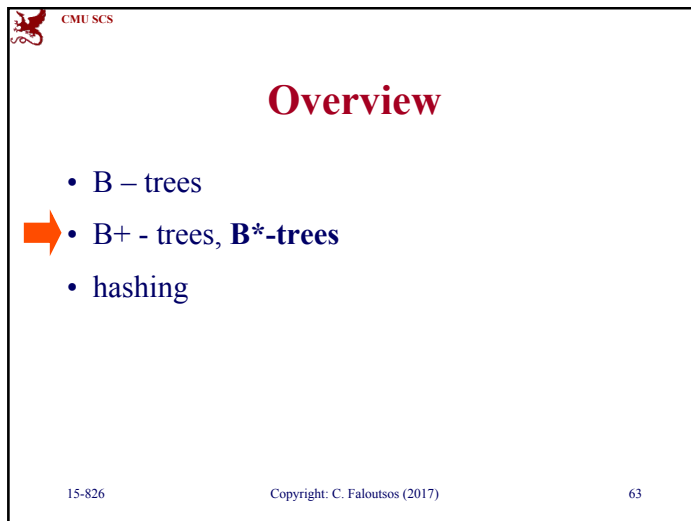 CMU SCS
Overview
• B – trees
• B+ - trees, B*-trees
• hashing
15-826 Copyright: C. Faloutsos (2017) 63